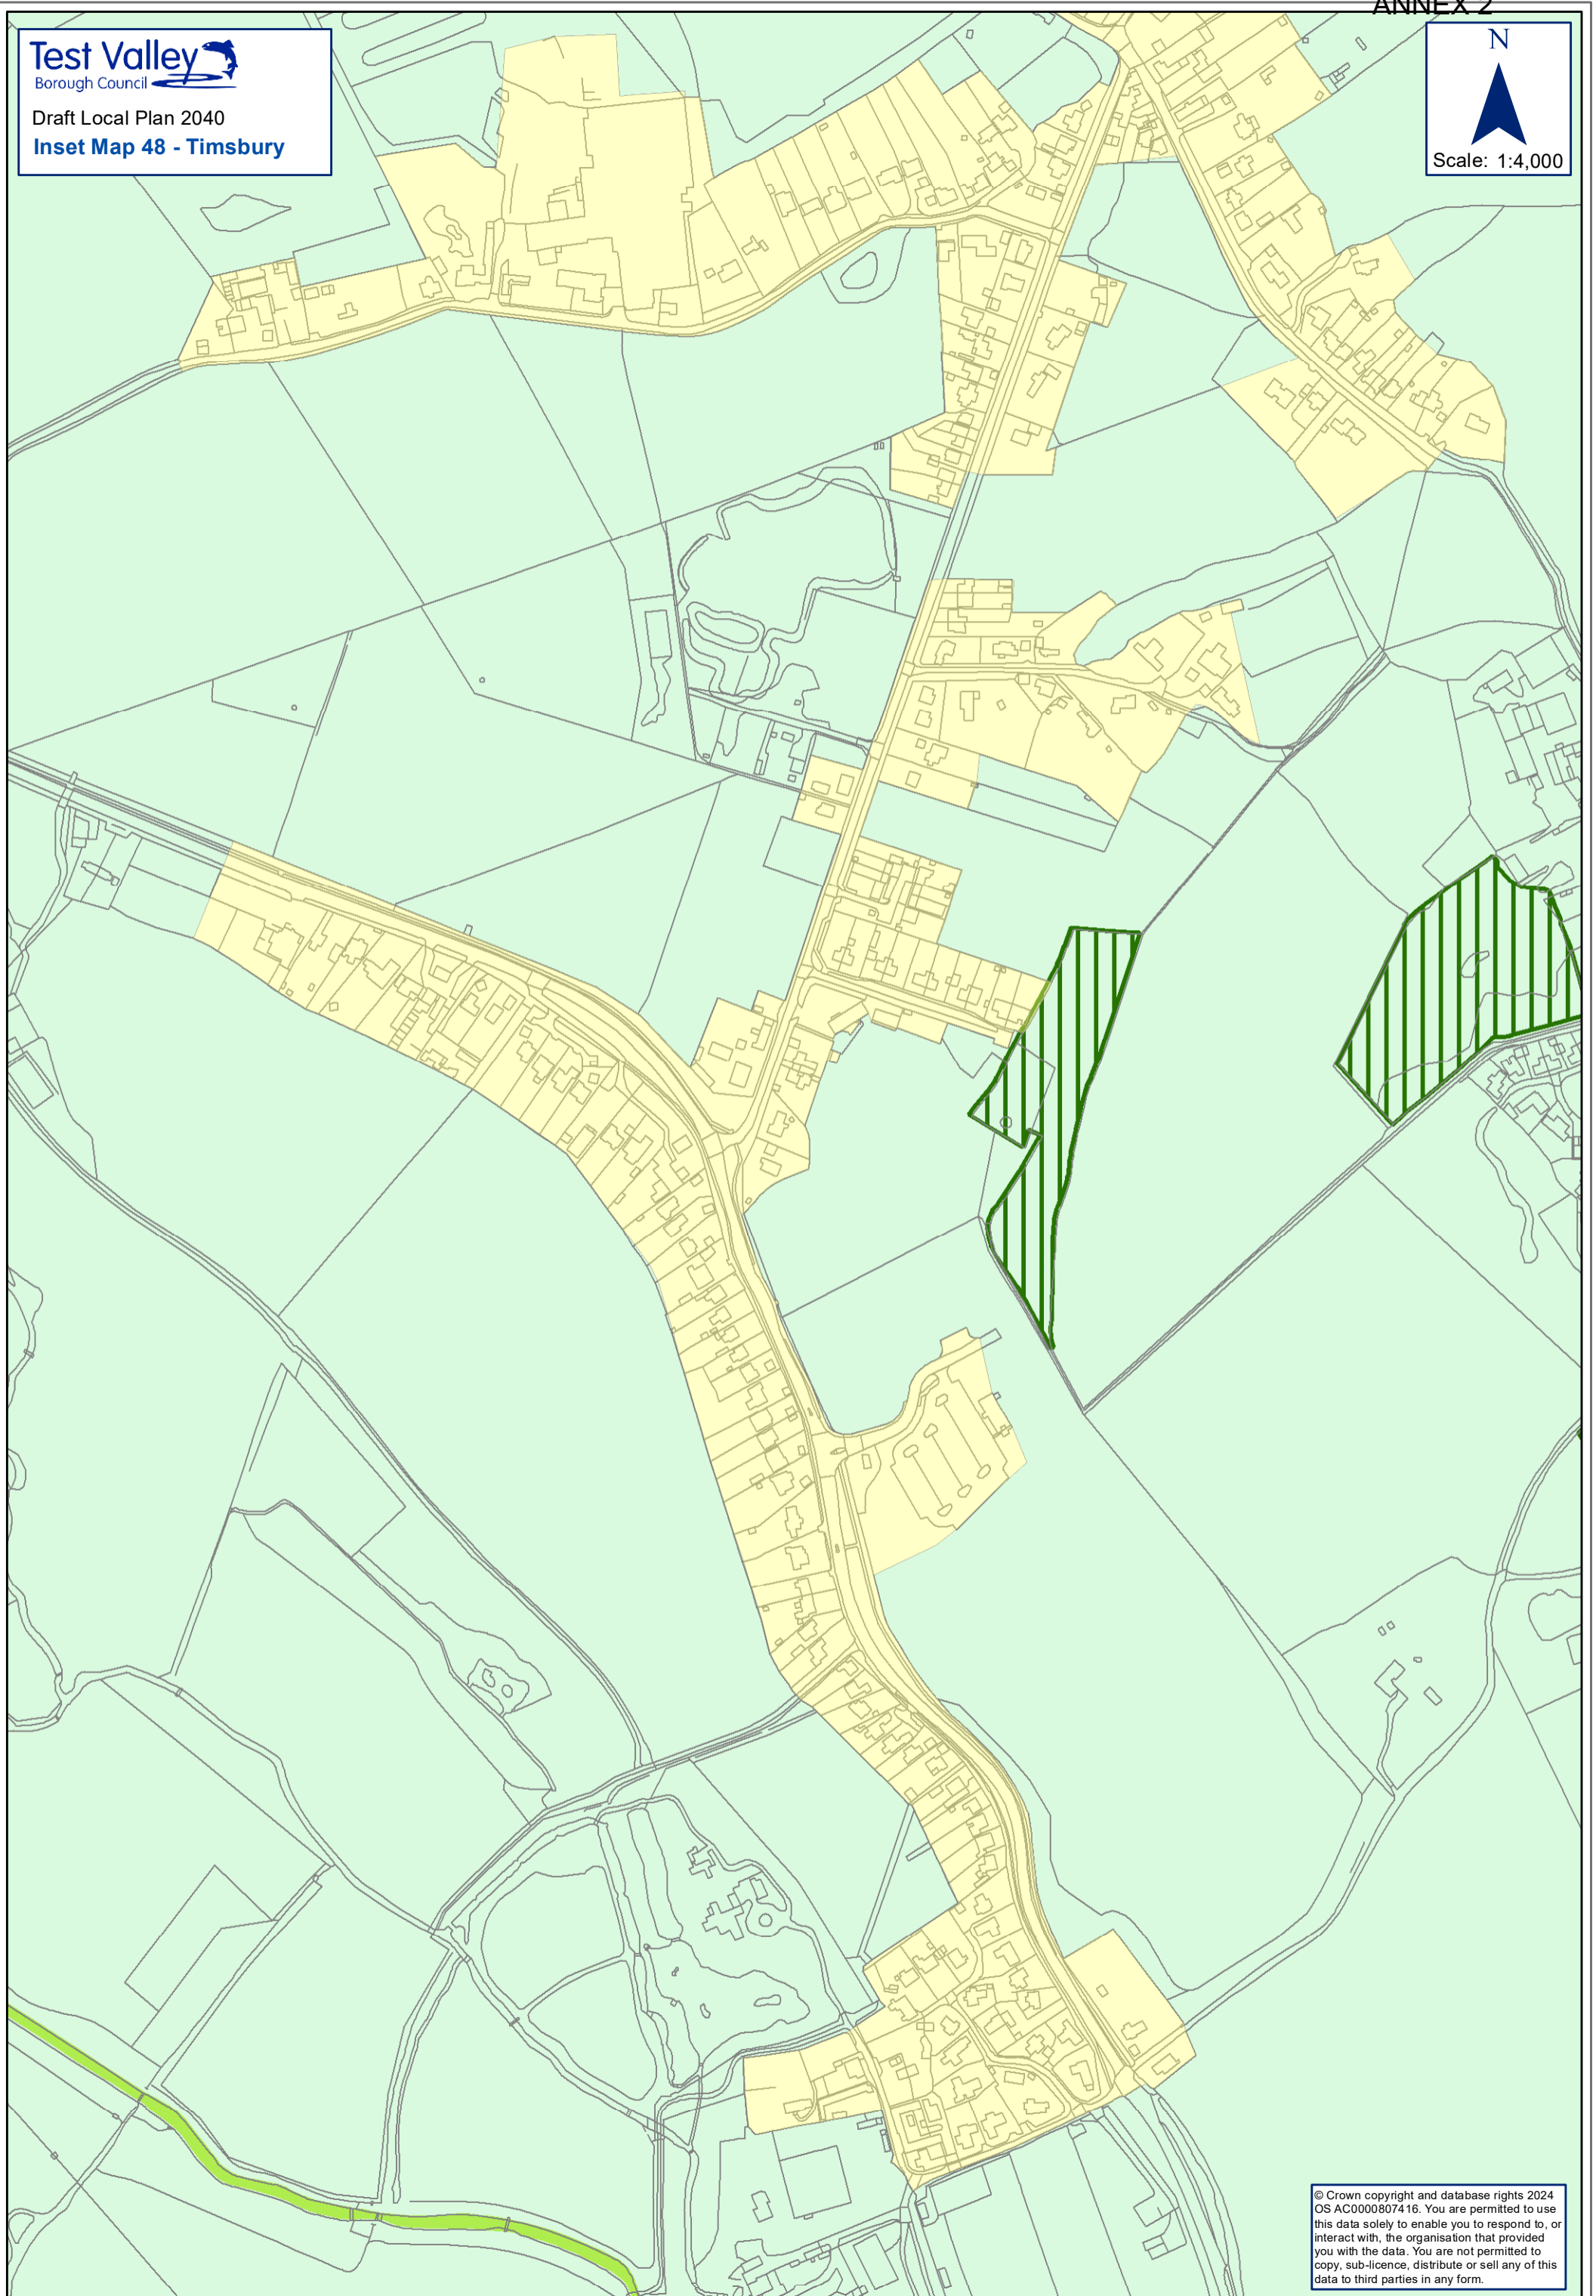 ANNEX 2
Test Valley
Borough Council
Draft Local Plan 2040
Inset Map 48 - Timsbury
N
Scale: 1:4,000
© Crown copyright and database rights 2024
OS AC0000807416. You are permitted to use
this data solely to enable you to respond to, or
interact with, the organisation that provided
you with the data. You are not permitted to
copy, sub-licence, distribute or sell any of this
data to third parties in any form.